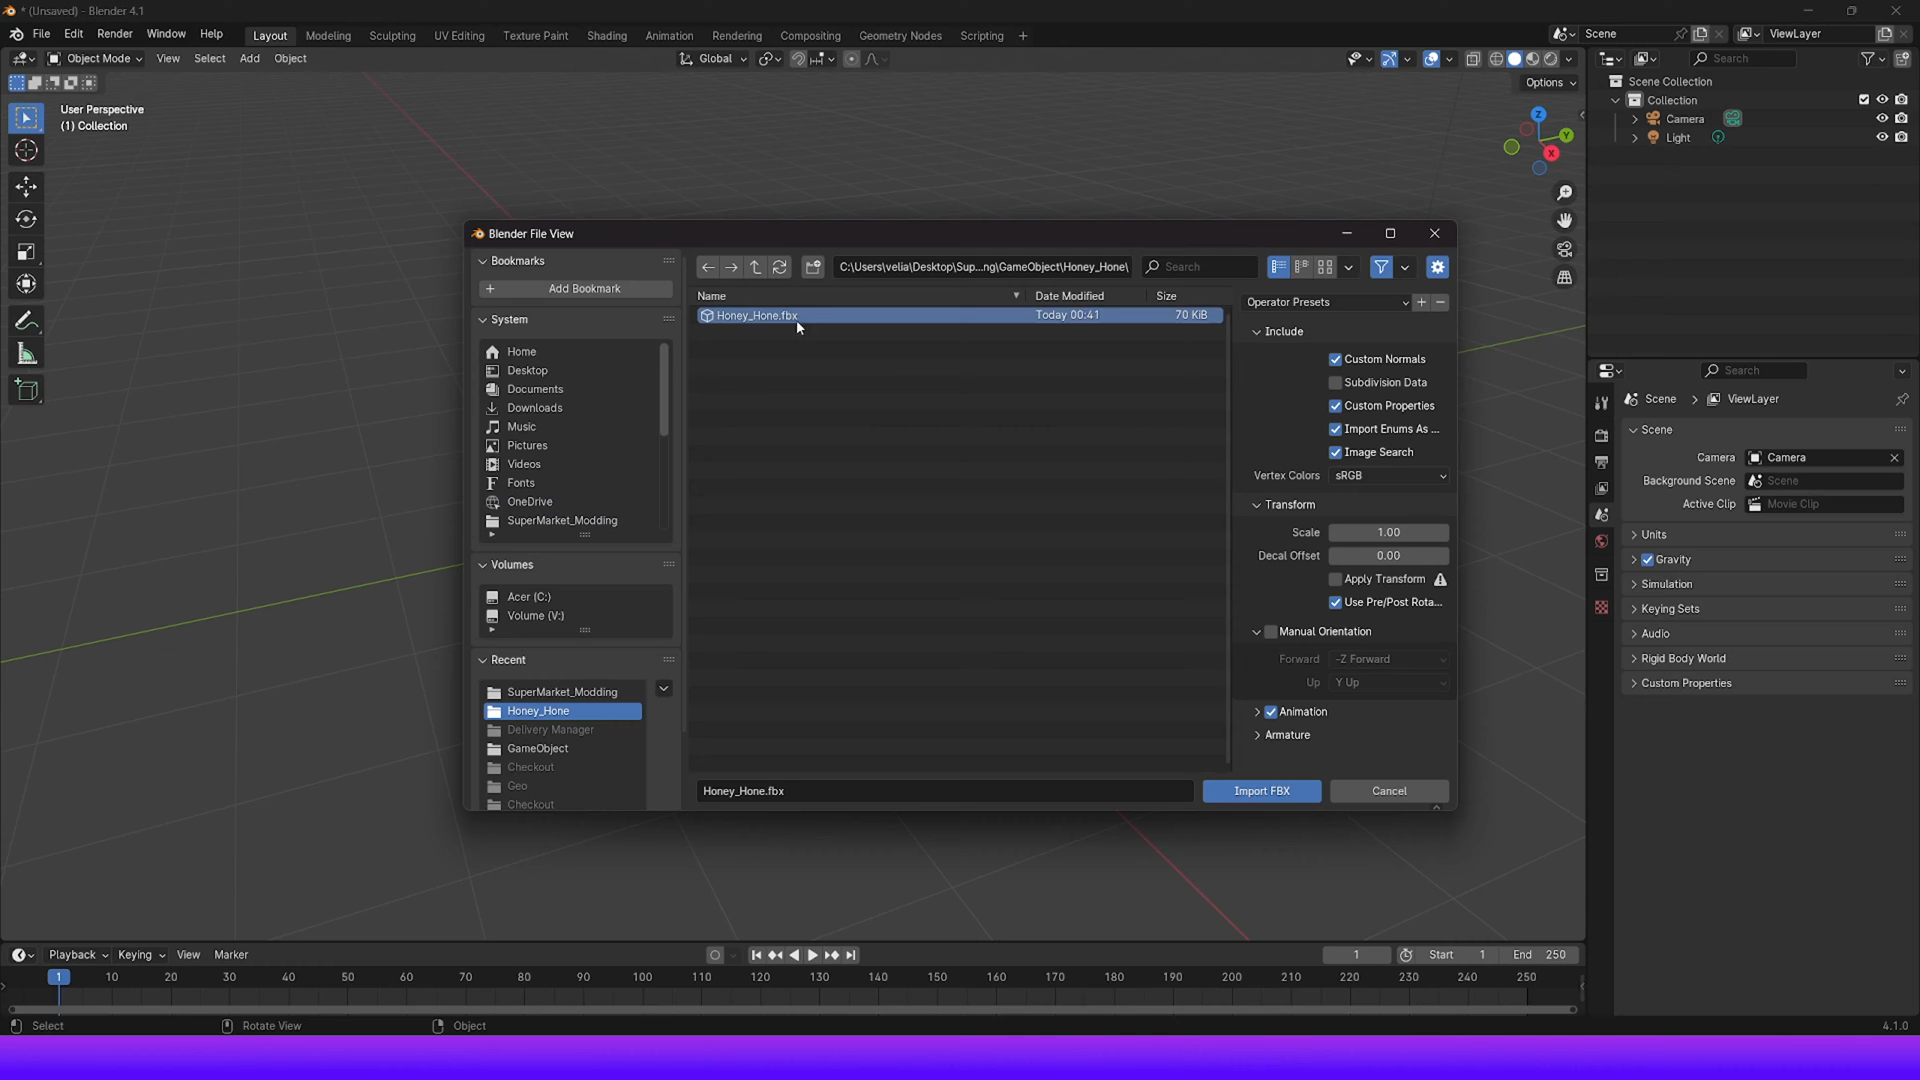 * (Unsaved) - Blender 4.1
File Edit Render Window Help Layout Modeling Sculpting UV Editing Texture Paint Shading Animation Rendering Compositing Geometry Nodes Scripting + Scene ViewLayer
Object Mode View Select Add Object Global Search
Options
User Perspective
(1) Collection
Scene Collection
Collection
Camera
Light
Z
Y
X
Blender File View
Bookmarks
Add Bookmark
System
Home
Desktop
Documents
Downloads
Music
Pictures
Videos
Fonts
OneDrive
SuperMarket_Modding
Volumes
Acer (C:)
Volume (V:)
Recent
SuperMarket_Modding
Honey_Hone
Delivery Manager
GameObject
Checkout
Geo
Checkout
C:\Users\velia\Desktop\Sup...ng\GameObject\Honey_Hone\ Search
Name Date Modified Size
Honey_Hone.fbx Today 00:41 70 KiB
Honey_Hone.fbx
Operator Presets
Include
Custom Normals
Subdivision Data
Custom Properties
Import Enums As ...
Image Search
Vertex Colors sRGB
Transform
Scale 1.00
Decal Offset 0.00
Apply Transform
Use Pre/Post Rota...
Manual Orientation
Forward -Z Forward
Up Y Up
Animation
Armature
Import FBX Cancel
Search
Scene > ViewLayer
Scene
Camera Camera
Background Scene Scene
Active Clip Movie Clip
Units
Gravity
Simulation
Keying Sets
Audio
Rigid Body World
Custom Properties
Playback Keying View Marker 1 Start 1 End 250
1 10 20 30 40 50 60 70 80 90 100 110 120 130 140 150 160 170 180 190 200 210 220 230 240 250
Select Rotate View Object 4.1.0